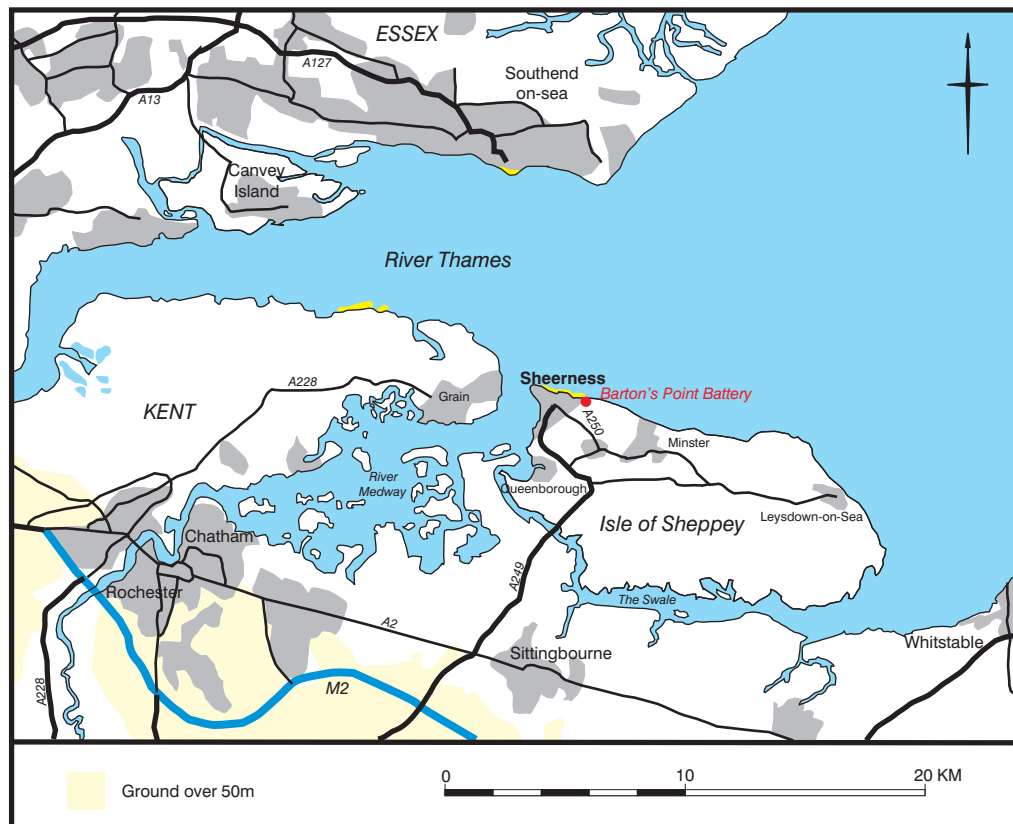 ESSEX
A127
Southend
on-sea
A13
Canvey
Island
River Thames
Sheerness
Barton's Point Battery
A228
Grain
KENT
A250
Minster
River
Medway
Queenborough
Leysdown-on-Sea
Isle of Sheppey
Chatham
A249
Rochester
The Swale
A2
Whitstable
Sittingbourne
A228
M2
0
10
20 KM
Ground over 50m